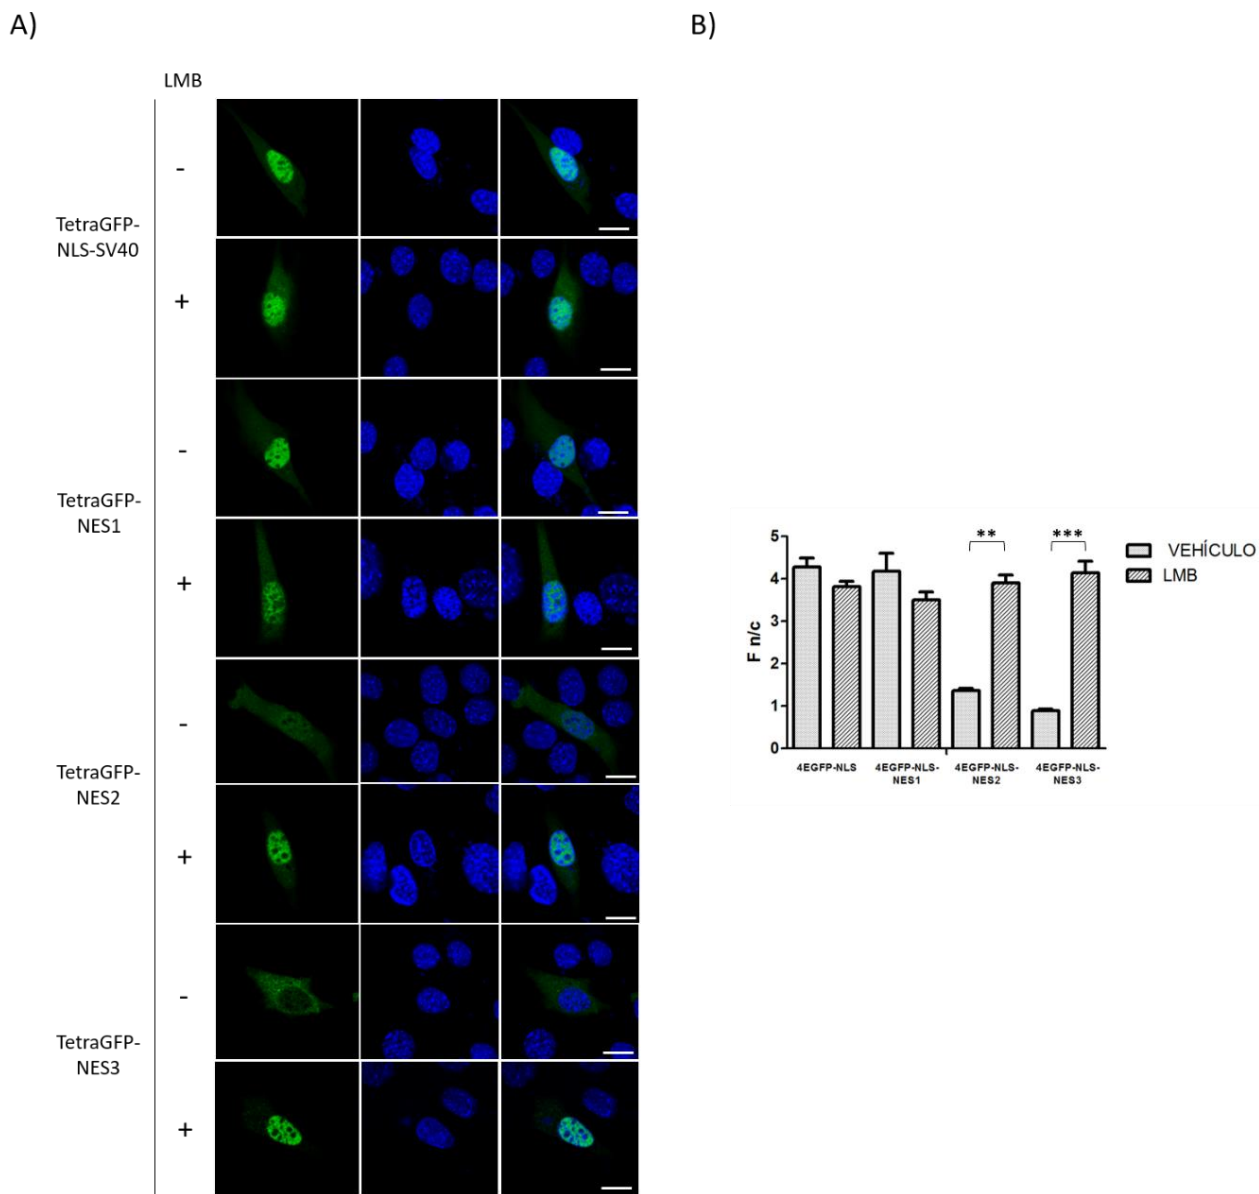 A)
LMB
TetraGFP-
NLS-SV40
-
+
TetraGFP-
NES1
-
+
TetraGFP-
NES2
-
+
TetraGFP-
NES3
-
+
B)
F n/c
5
4
3
2
1
0
**
***
VEHÍCULO
LMB
4EGFP-NLS
4EGFP-NLS-
NES1
4EGFP-NLS-
NES2
4EGFP-NLS-
NES3